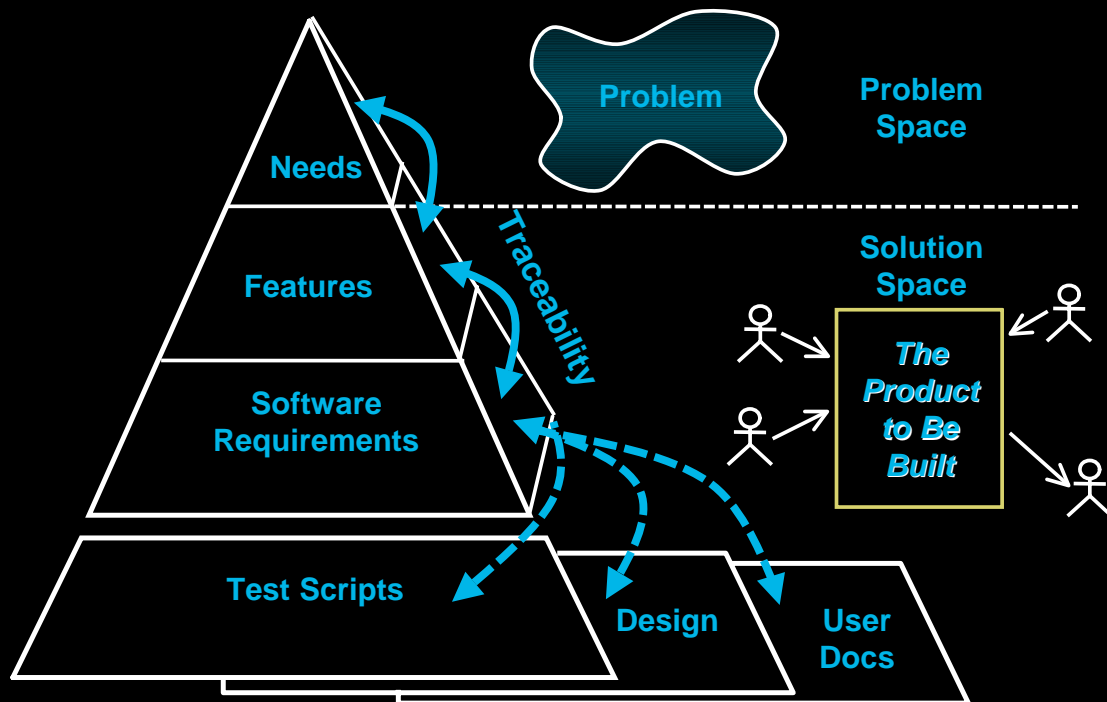 Problem
Problem
Space
Needs
Traceability
Features
Solution
Space
The
Product
to Be
Built
Software
Requirements
Test Scripts
Design
User
Docs